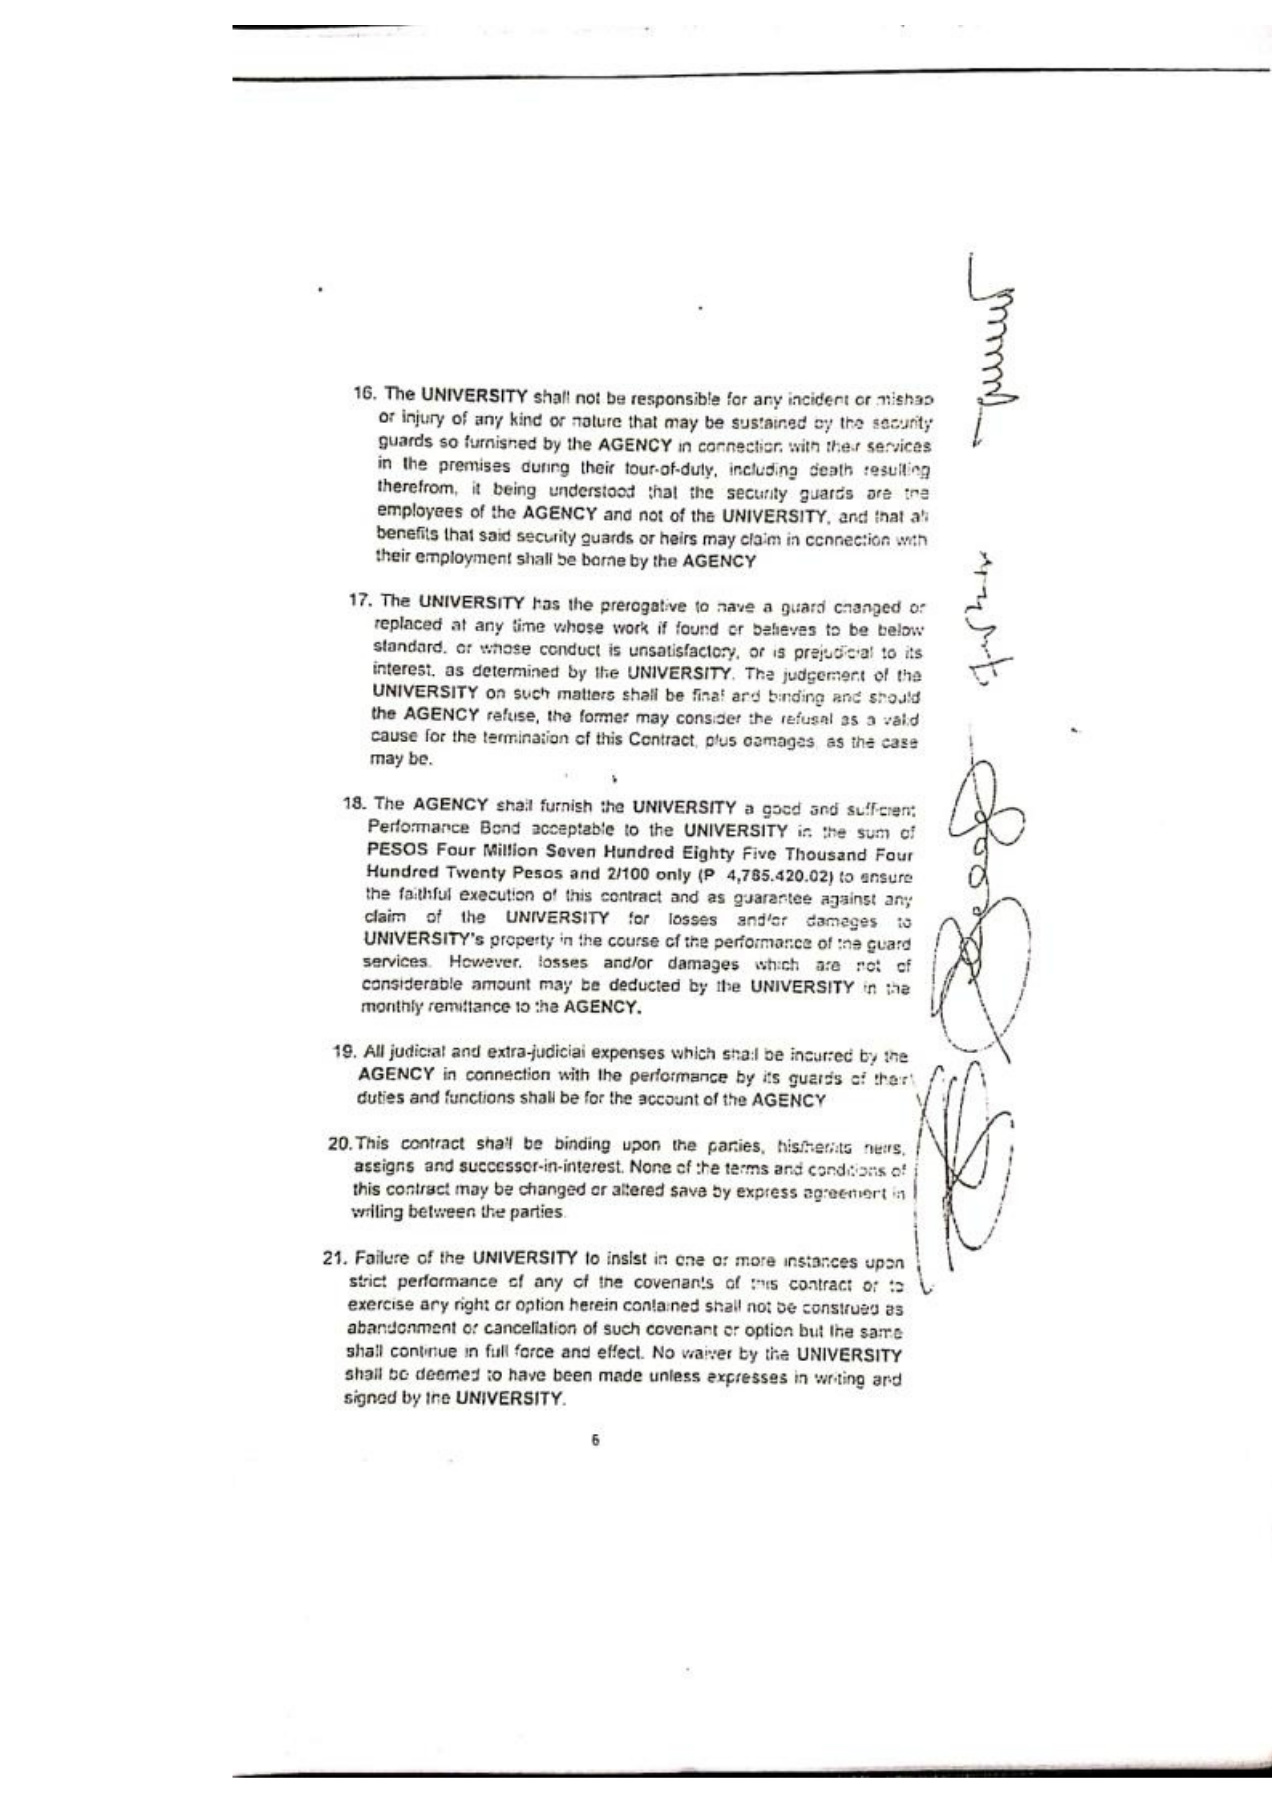 16. The UNIVERSITY shall not be responsible for any incident or mishap
or injury of any kind or nature that may be sustained by the security
guards so furnished by the AGENCY in connection with their services
in the premises during their tour-of-duty, including death resulting
therefrom, it being understood that the security guards are the
employees of the AGENCY and not of the UNIVERSITY, and that all
benefits that said security guards or heirs may claim in connection with
their employment shall be borne by the AGENCY
17. The UNIVERSITY has the prerogative to have a guard changed or
replaced at any time whose work if found or believes to be below
standard, or whose conduct is unsatisfactory, or is prejudicial to its
interest, as determined by the UNIVERSITY. The judgement of the
UNIVERSITY on such matters shall be final and binding and should
the AGENCY refuse, the former may consider the refusal as a valid
cause for the termination of this Contract, plus damages, as the case
may be.
18. The AGENCY shall furnish the UNIVERSITY a good and sufficient
Performance Bond acceptable to the UNIVERSITY in the sum of
PESOS Four Million Seven Hundred Eighty Five Thousand Four
Hundred Twenty Pesos and 2/100 only (P 4,785.420.02) to ensure
the faithful execution of this contract and as guarantee against any
claim of the UNIVERSITY for losses and/or damages to
UNIVERSITY's property in the course of the performance of the guard
services. However, losses and/or damages which are not of
considerable amount may be deducted by the UNIVERSITY in the
monthly remittance to the AGENCY.
19. All judicial and extra-judicial expenses which shall be incurred by the
AGENCY in connection with the performance by its guards of their
duties and functions shall be for the account of the AGENCY
20. This contract shall be binding upon the parties, his/her/its heirs,
assigns and successor-in-interest. None of the terms and conditions of
this contract may be changed or altered save by express agreement in
writing between the parties.
21. Failure of the UNIVERSITY to insist in one or more instances upon
strict performance of any of the covenants of this contract or to
exercise any right or option herein contained shall not be construed as
abandonment or cancellation of such covenant or option but the same
shall continue in full force and effect. No waiver by the UNIVERSITY
shall be deemed to have been made unless expresses in writing and
signed by the UNIVERSITY.
6